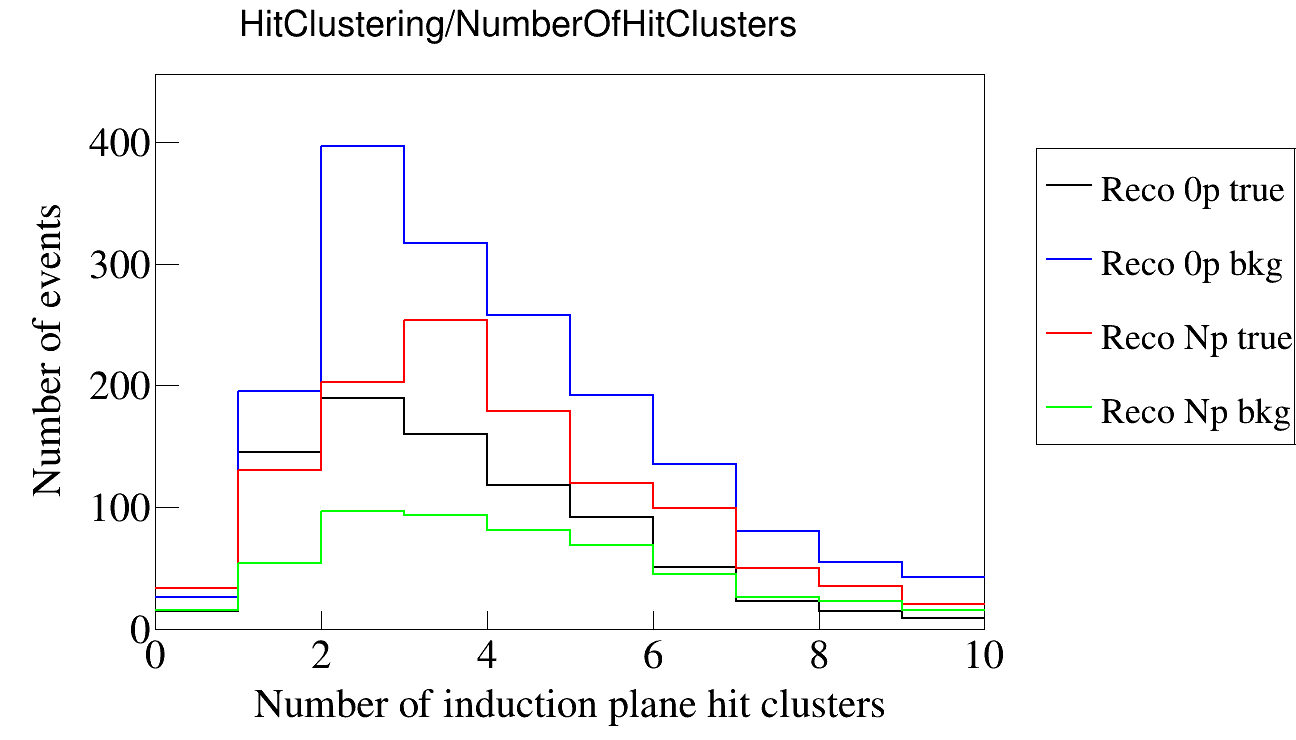 HitClustering/NumberOfHitClusters
Number of events
400
300
200
100
0
0 2 4 6 8 10
Number of induction plane hit clusters
Reco 0p true
Reco 0p bkg
Reco Np true
Reco Np bkg